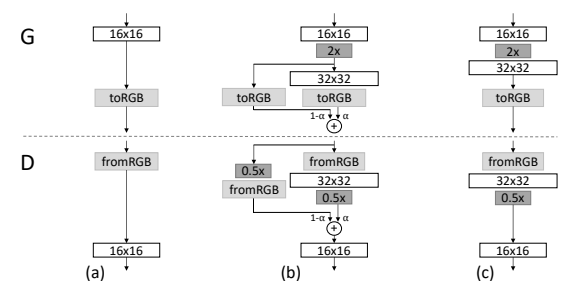 G
16x16
toRGB
16x16
2x
32x32
toRGB
toRGB
1-α
α
+
16x16
2x
32x32
toRGB
D
fromRGB
16x16
(a)
0.5x
fromRGB
fromRGB
32x32
0.5x
1-α
α
+
16x16
(b)
fromRGB
32x32
0.5x
16x16
(c)